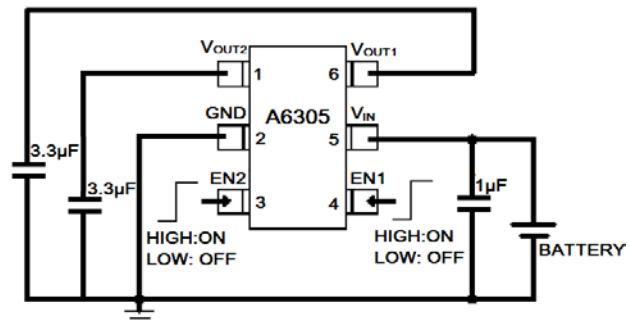 VOUT2
VOUT1
1
6
GND
A6305
VIN
2
5
3.3µF
3.3µF
EN2
EN1
1µF
3
4
HIGH:ON
LOW: OFF
HIGH:ON
LOW: OFF
BATTERY